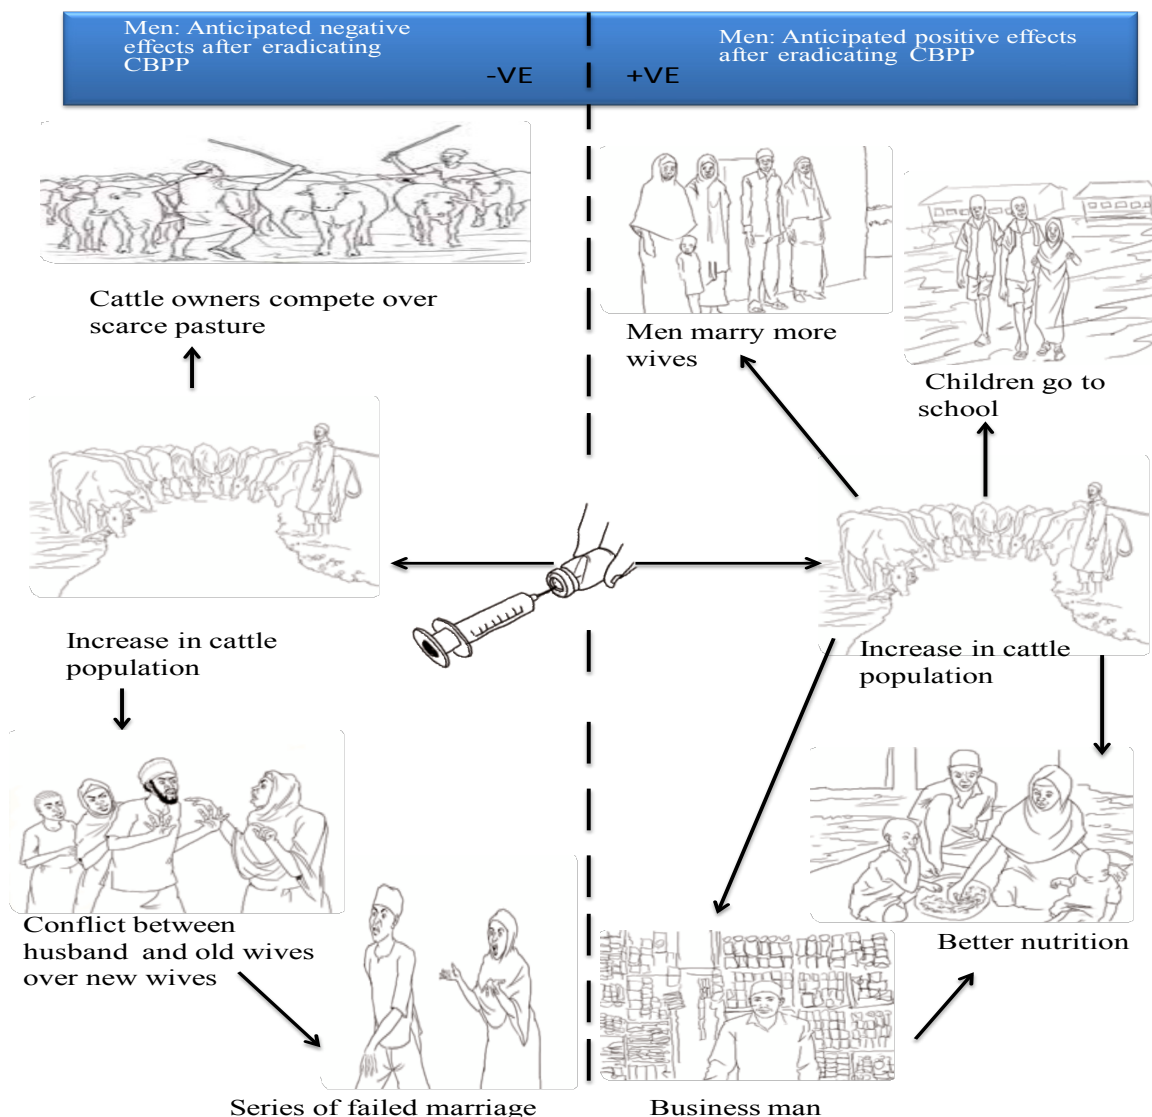 Men: Anticipated negative
effects after eradicating
CBPP
-VE
+VE
Men: Anticipated positive effects
after eradicating CBPP
Cattle owners compete over
scarce pasture
Men marry more
wives
Children go to
school
Increase in cattle
population
Increase in cattle
population
Conflict between
husband and old wives
over new wives
Better nutrition
Series of failed marriage
Business man